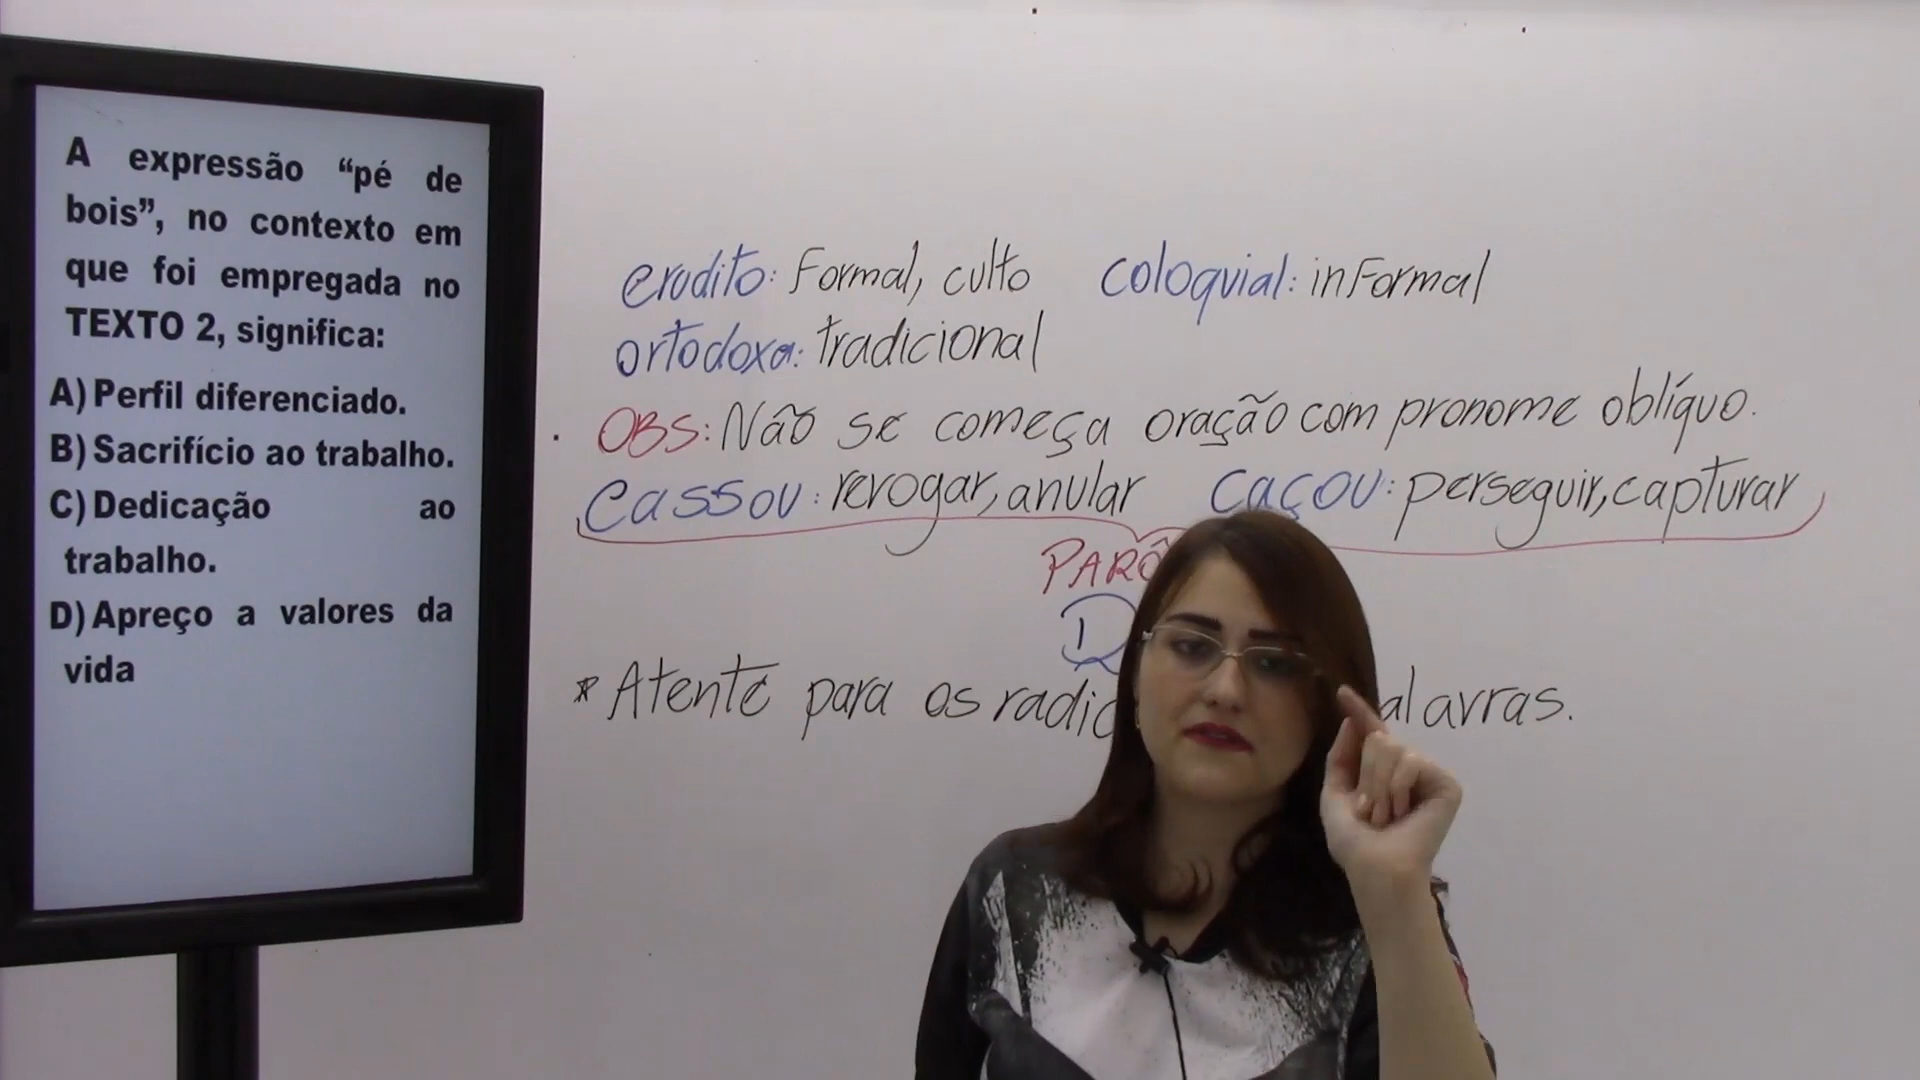 A expressão “pé de
bois”, no contexto em
que foi empregada no
TEXTO 2, significa:
A) Perfil diferenciado.
B) Sacrifício ao trabalho.
C) Dedicação ao
trabalho.
D) Apreço a valores da
vida
erudito: Formal, culto coloquial: informal
ortodoxa: tradicional
OBS: Não se começa oração com pronome oblíquo.
cassou: revogar, anular caçou: perseguir, capturar
PARÔ
D
* Atente para os radic alavras.